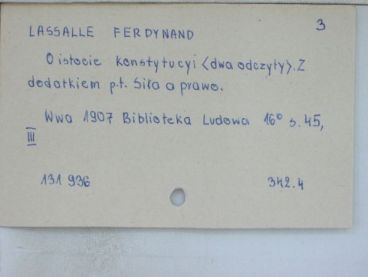 3
LASSALLE FERDYNAND
O istocie konstytucyi <dwa odczyty>. Z
dodatkiem p.t. Siła a prawo.
Wwa 1907 Biblioteka Ludowa 16° s. 45,
III
131 936 342.4